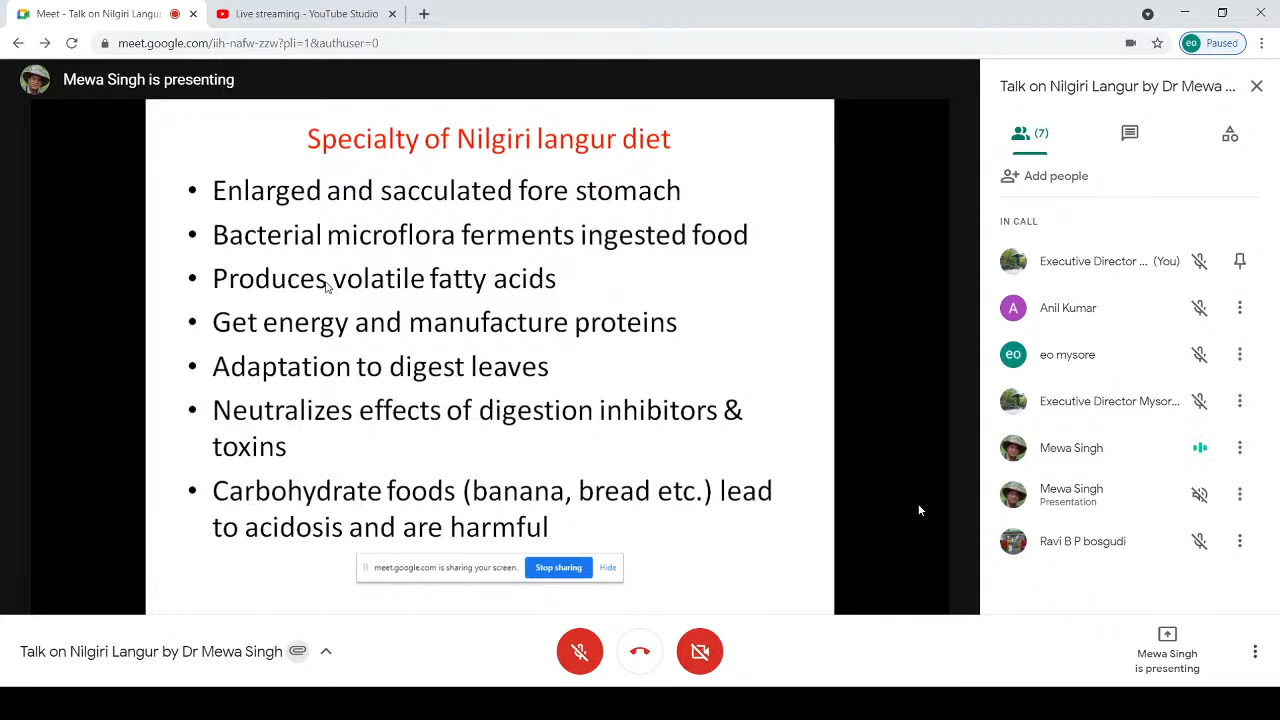 Meet - Talk on Nilgiri Langur
Live streaming - YouTube Studio
meet.google.com/iih-nafw-zzw?pli=1&authuser=0
eo Paused
Mewa Singh is presenting
Specialty of Nilgiri langur diet
• Enlarged and sacculated fore stomach
• Bacterial microflora ferments ingested food
• Produces volatile fatty acids
• Get energy and manufacture proteins
• Adaptation to digest leaves
• Neutralizes effects of digestion inhibitors &
toxins
• Carbohydrate foods (banana, bread etc.) lead
to acidosis and are harmful
meet.google.com is sharing your screen. Stop sharing Hide
Talk on Nilgiri Langur by Dr Mewa ...
(7)
Add people
IN CALL
Executive Director ... (You)
A Anil Kumar
eo eo mysore
Executive Director Mysor...
Mewa Singh
Mewa Singh
Presentation
Ravi B P bosgudi
Talk on Nilgiri Langur by Dr Mewa Singh
Mewa Singh
is presenting